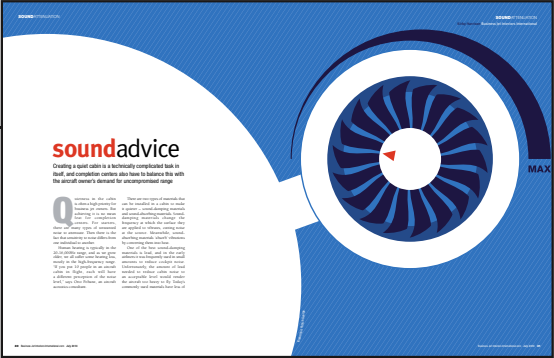 SOUNDATTENUATION
SOUNDATTENUATION
Business Jet Interiors International
soundadvice
Creating a quiet cabin is a technically complicated task in
itself, and completion centers also have to balance this with
the aircraft owner's demand for uncompromised range
MAX
Quietness in the cabin
is often a high priority for
business jet owners. But
achieving it is no mean
feat for completion
centers. For starters,
there are many types of unwanted
noise to attenuate. Then there is the
fact that sensitivity to noise differs from
one individual to another.
Human hearing is typically in the
20-20,000Hz range, and as we grow
older, we all suffer some hearing loss,
mostly in the high-frequency range.
"If you put 10 people in an aircraft
cabin in flight, each will have
a different perception of the noise
level," says
There are two types of materials that
can be installed in a cabin to make
it quieter – sound-damping materials
and sound-absorbing materials. Sound-
damping materials change the
frequency at which the surface they
are applied to vibrates, causing noise
at the source. Meanwhile, sound-
absorbing materials 'absorb' vibrations
by converting them into heat.
One of the best sound-damping
materials is lead, and in the early
amounts to reduce cockpit noise.
Unfortunately, the amount of lead
needed to reduce cabin noise to
an acceptable level would render
the aircraft too heavy to fly. Today's
commonly used materials have less of